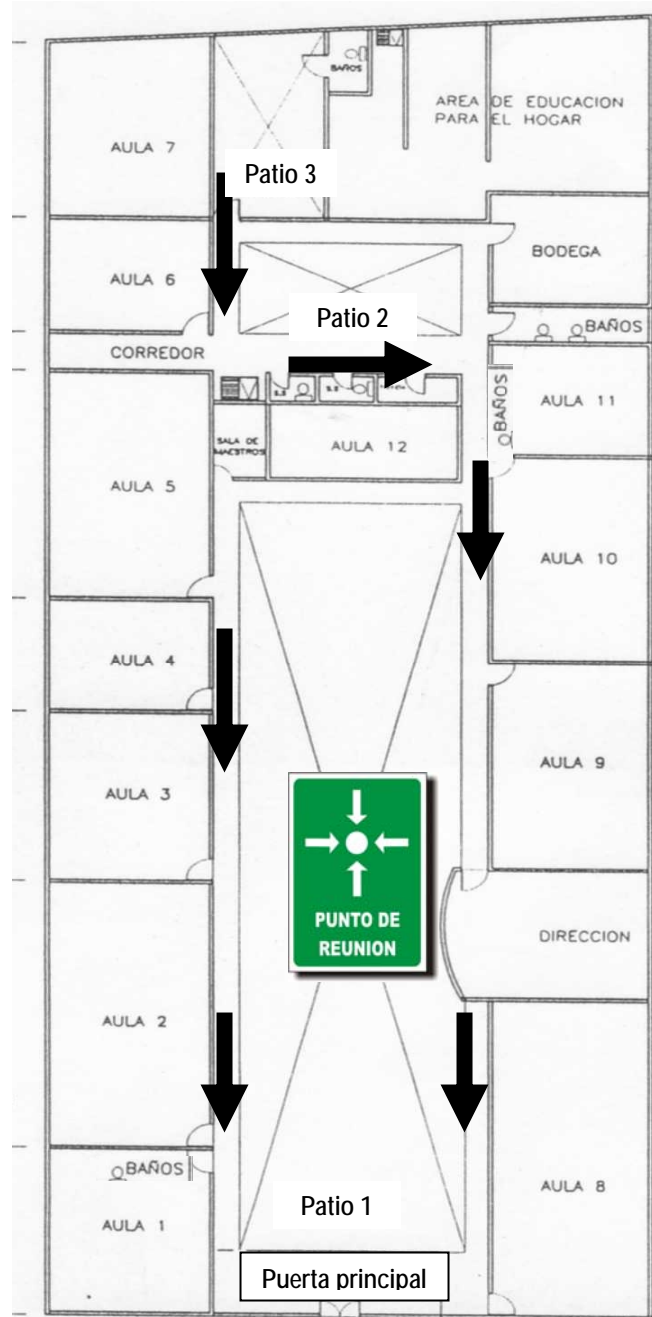 BAÑOS
AREA DE EDUCACION
PARA EL HOGAR
AULA 7
Patio 3
AULA 6
BODEGA
Patio 2
BAÑOS
CORREDOR
S.S
S.S
BAÑOS
AULA 11
SALA DE
MAESTROS
AULA 12
AULA 5
AULA 10
AULA 4
AULA 9
AULA 3
PUNTO DE
REUNION
DIRECCION
AULA 2
BAÑOS
AULA 8
Patio 1
AULA 1
Puerta principal